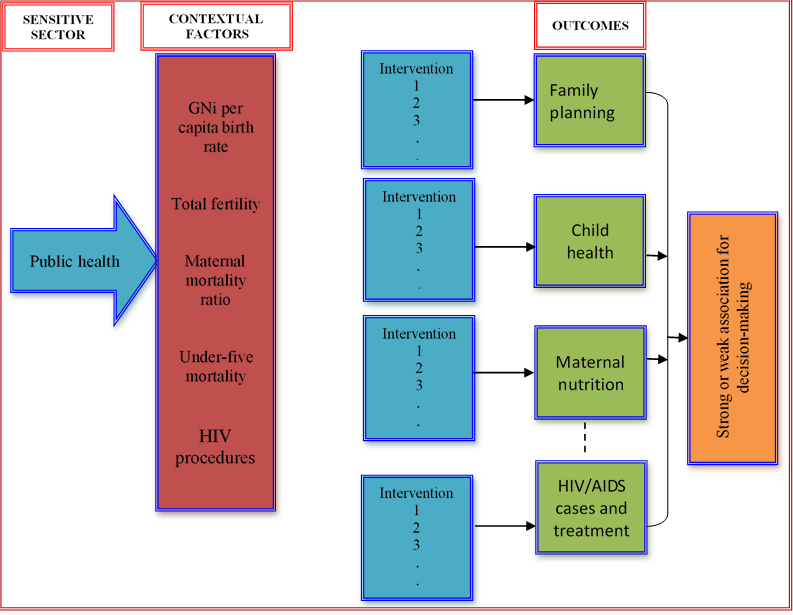 SENSITIVE
SECTOR
CONTEXTUAL
FACTORS
OUTCOMES
Public health
GNi per
capita birth
rate
Total fertility
Maternal
mortality
ratio
Under-five
mortality
HIV
procedures
Intervention
1
2
3
.
.
Family
planning
Intervention
1
2
3
.
.
Child
health
Intervention
1
2
3
.
.
Maternal
nutrition
Intervention
1
2
3
.
.
HIV/AIDS
cases and
treatment
Strong or weak association for
decision-making